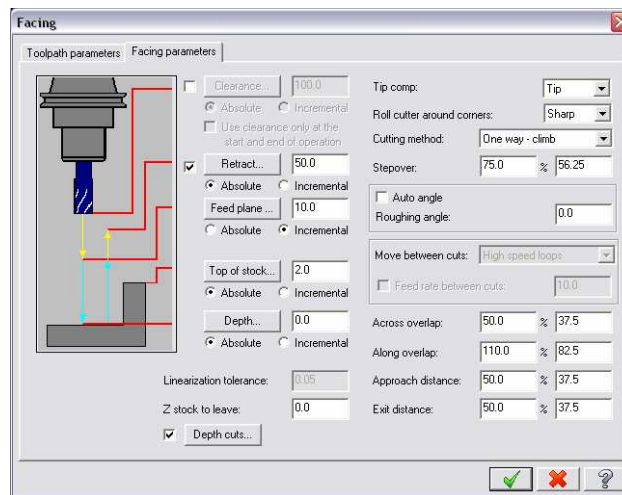 Facing
Toolpath parameters Facing parameters
Clearance... 100.0
Absolute Incremental
Use clearance only at the
start and end of operation
Retract... 50.0
Absolute Incremental
Feed plane ... 10.0
Absolute Incremental
Top of stock... 2.0
Absolute Incremental
Depth... 0.0
Absolute Incremental
Linearization tolerance: 0.05
Z stock to leave: 0.0
Depth cuts...
Tip comp: Tip
Roll cutter around corners: Sharp
Cutting method: One way - climb
Stepover: 75.0 % 56.25
Auto angle
Roughing angle: 0.0
Move between cuts: High speed loops
Feed rate between cuts: 10.0
Across overlap: 50.0 % 37.5
Along overlap: 110.0 % 82.5
Approach distance: 50.0 % 37.5
Exit distance: 50.0 % 37.5